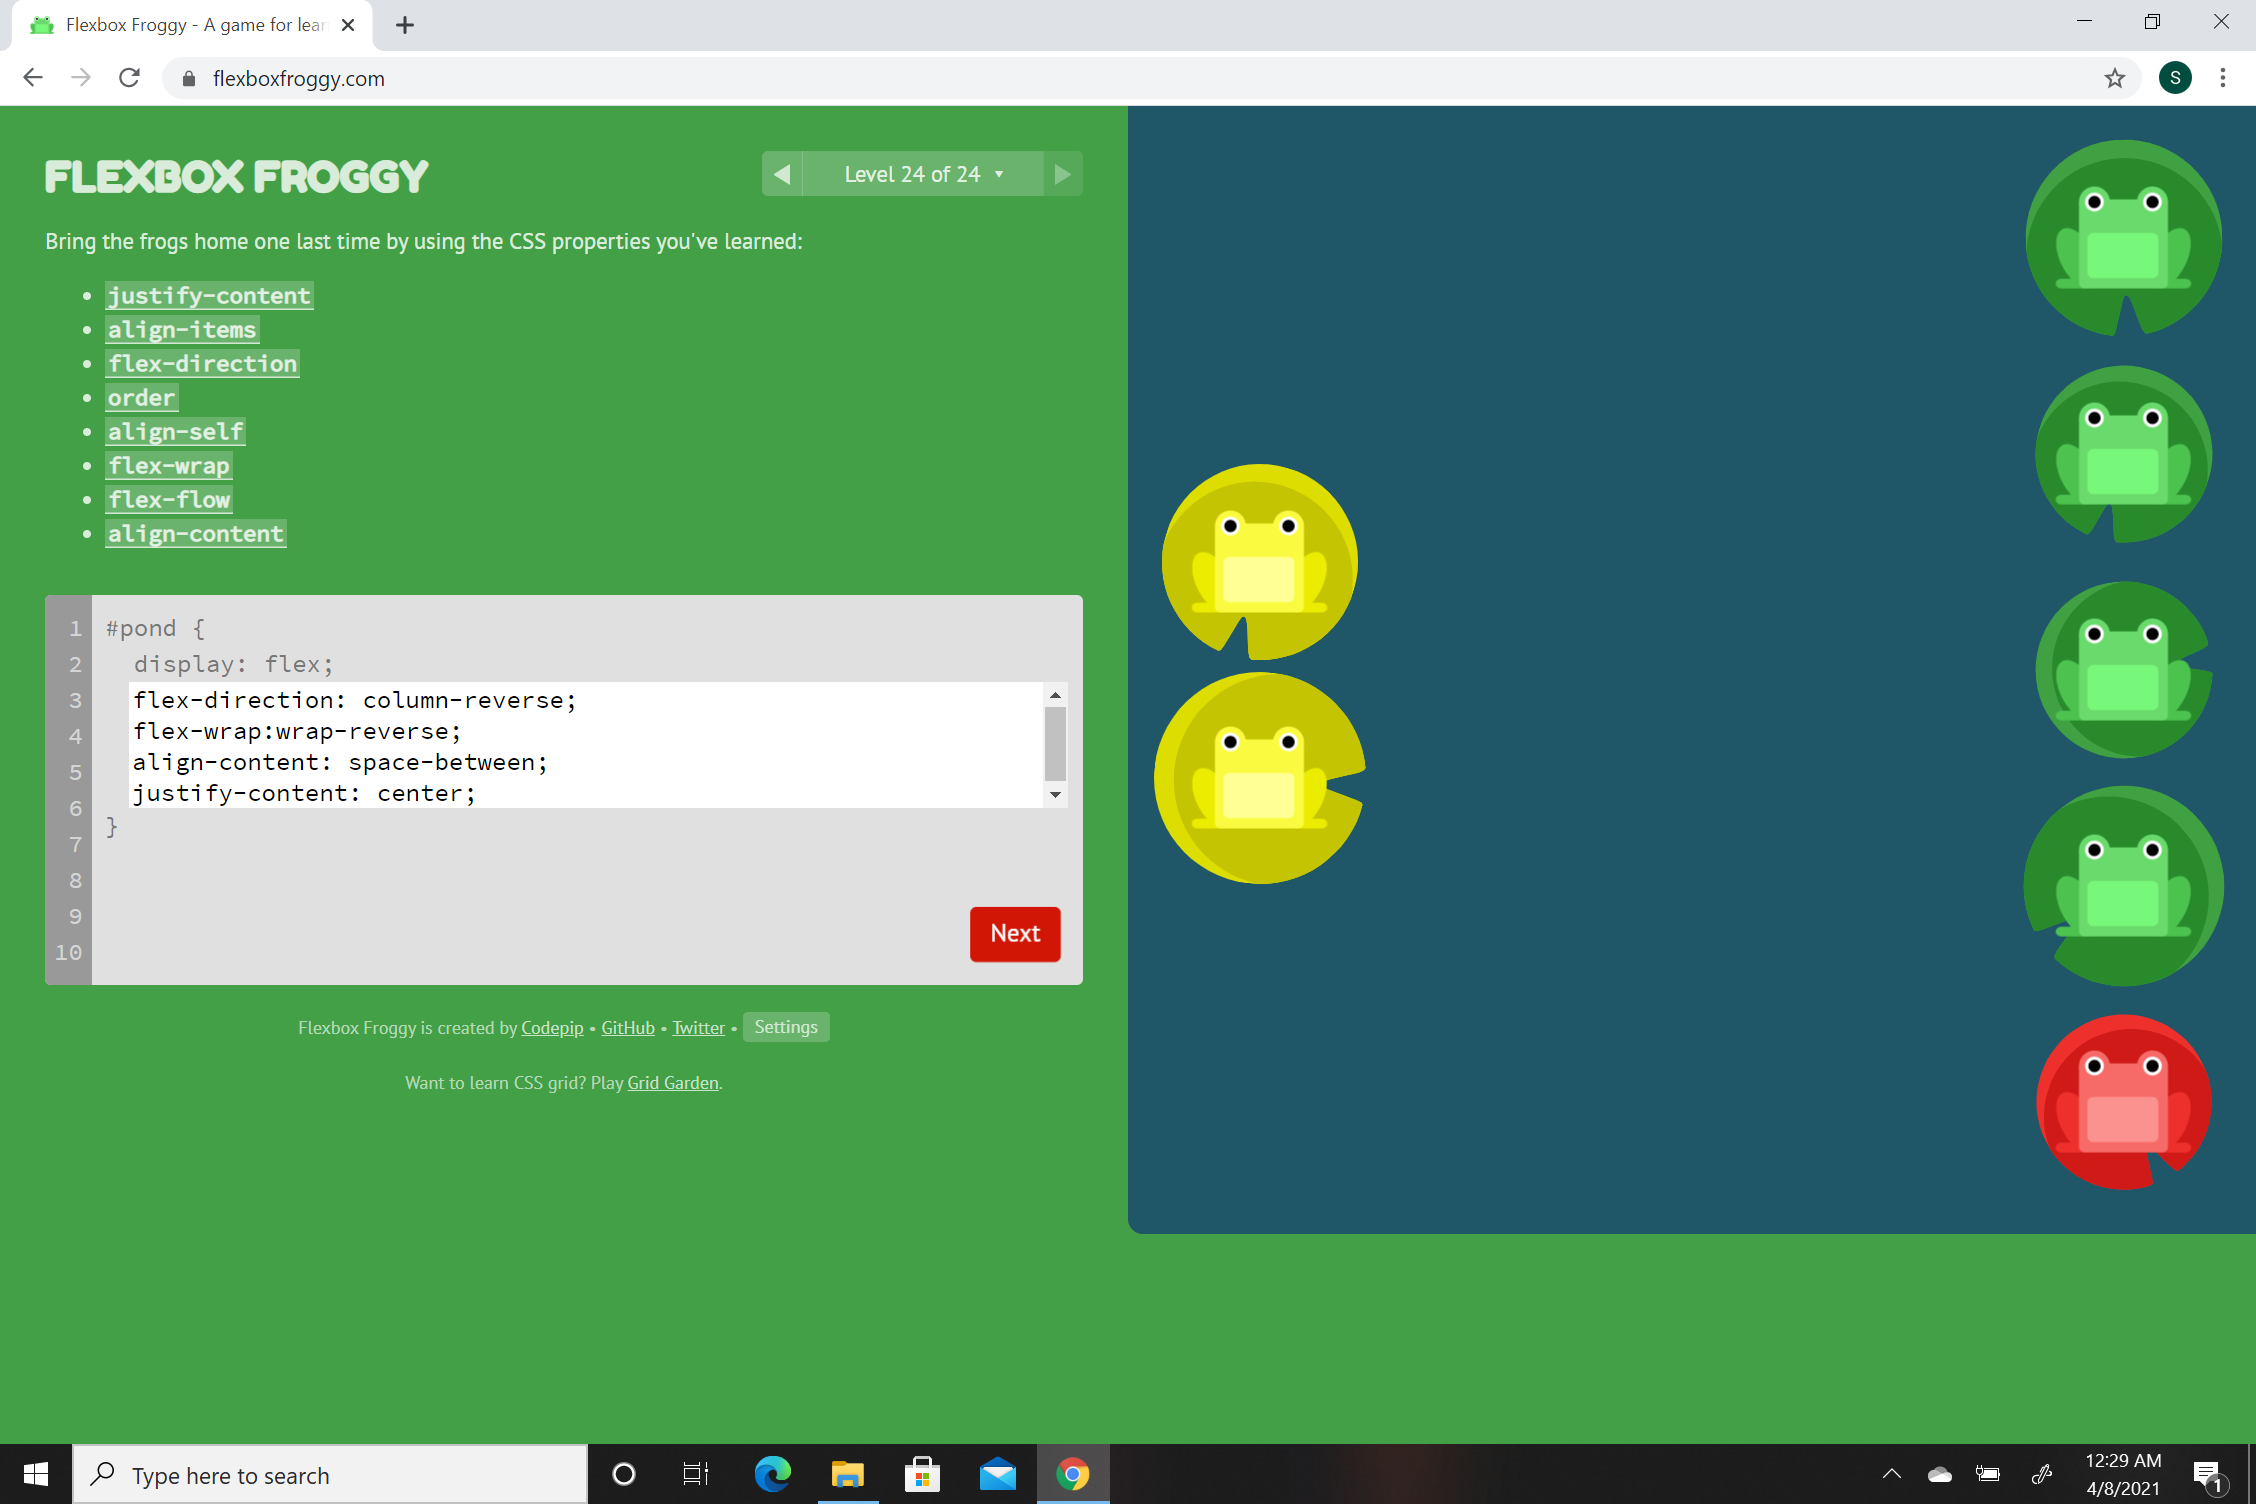 Flexbox Froggy - A game for lear
flexboxfroggy.com
S
FLEXBOX FROGGY
Level 24 of 24
Bring the frogs home one last time by using the CSS properties you've learned:
justify-content
align-items
flex-direction
order
align-self
flex-wrap
flex-flow
align-content
1 #pond {
2 display: flex;
3 flex-direction: column-reverse;
4 flex-wrap:wrap-reverse;
5 align-content: space-between;
6 justify-content: center;
7 }
8
9
10
Next
Flexbox Froggy is created by Codepip • GitHub • Twitter • Settings
Want to learn CSS grid? Play Grid Garden.
Type here to search
12:29 AM
4/8/2021
1